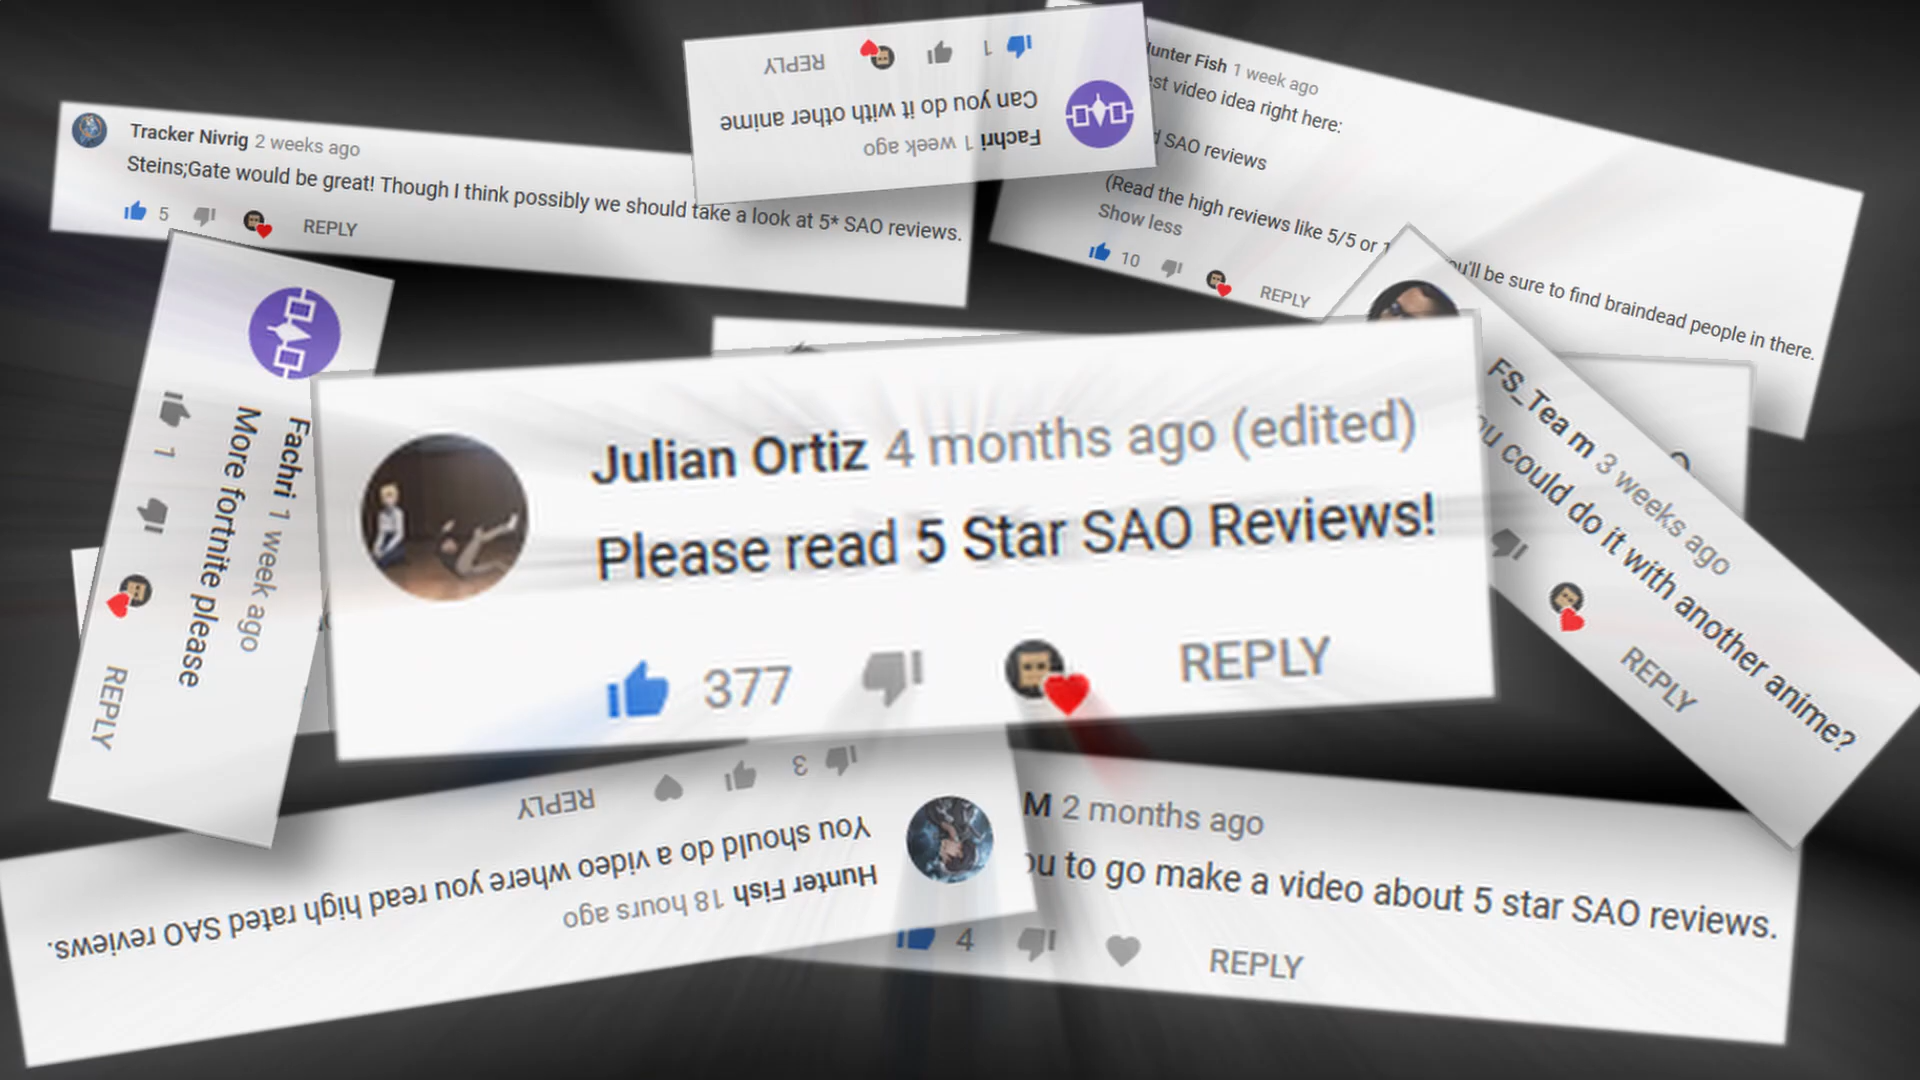 Tracker Nivrig 2 weeks ago
Steins;Gate would be great! Though I think possibly we should take a look at 5* SAO reviews.
5 REPLY
Fachri 1 week ago
Can you do it with other anime
1 REPLY
Hunter Fish 1 week ago
video idea right here:
SAO reviews
(Read the high reviews like 5/5 or
you'll be sure to find braindead people in there.
Show less
10 REPLY
Fachri 1 week ago
More fortnite please
1 REPLY
Julian Ortiz 4 months ago (edited)
Please read 5 Star SAO Reviews!
377 REPLY
FS_Tea m 3 weeks ago
could do it with another anime?
REPLY
Hunter Fish 18 hours ago
You should do a video where you read high rated SAO reviews.
3 REPLY
M 2 months ago
to go make a video about 5 star SAO reviews.
4 REPLY